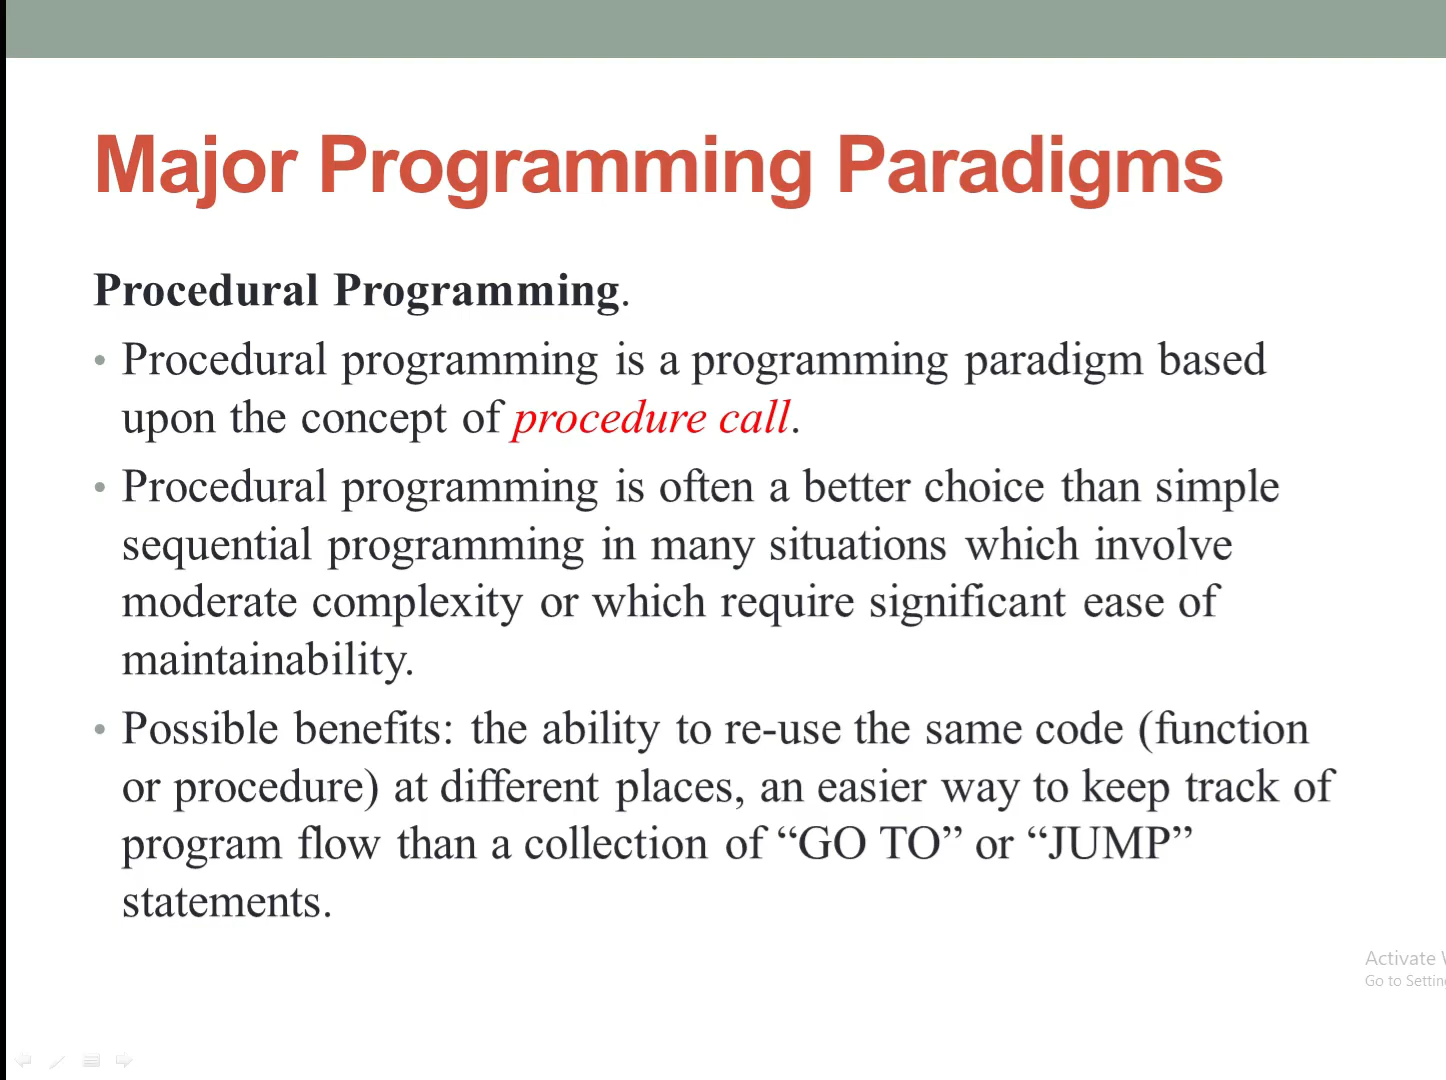 Major Programming Paradigms
Procedural Programming.
• Procedural programming is a programming paradigm based
upon the concept of procedure call.
• Procedural programming is often a better choice than simple
sequential programming in many situations which involve
moderate complexity or which require significant ease of
maintainability.
• Possible benefits: the ability to re-use the same code (function
or procedure) at different places, an easier way to keep track of
program flow than a collection of “GO TO” or “JUMP”
statements.
Activate
Go to